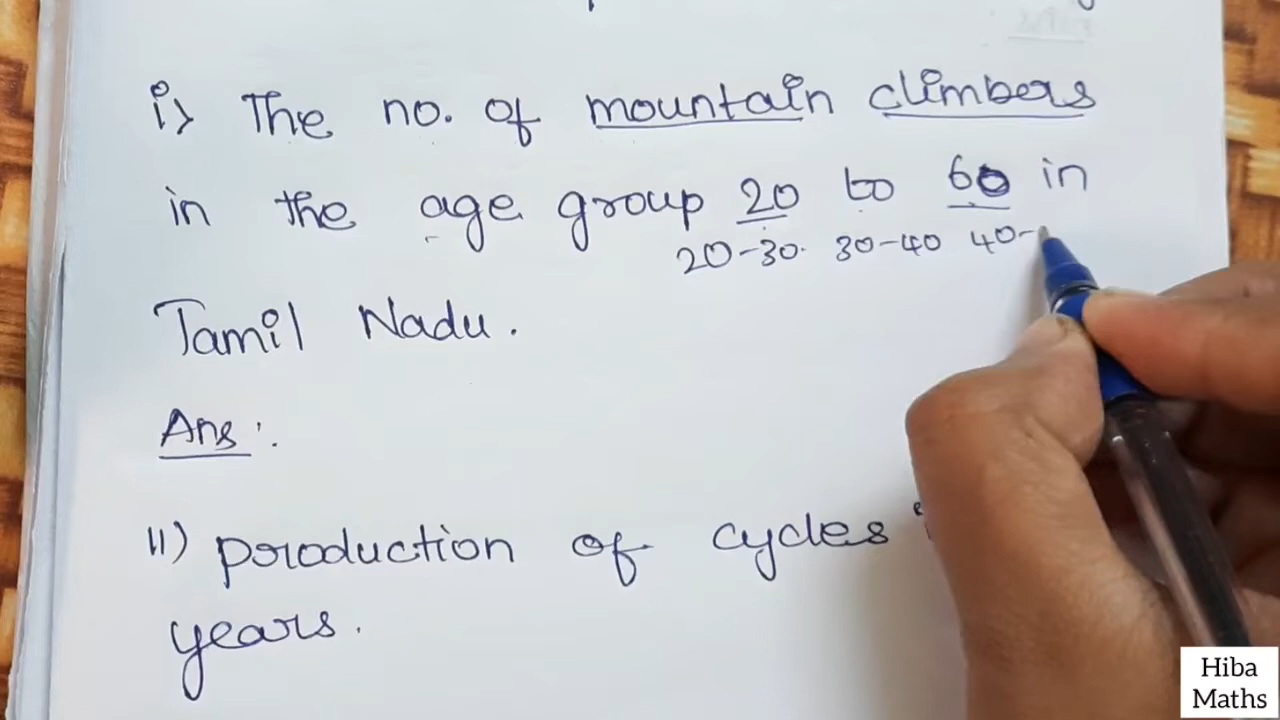 i) The no. of mountain climbers
in the age group 20 to 60 in
20-30. 30-40 40-
Tamil Nadu.
Ans:
11) production of cycles
years.
Hiba
Maths